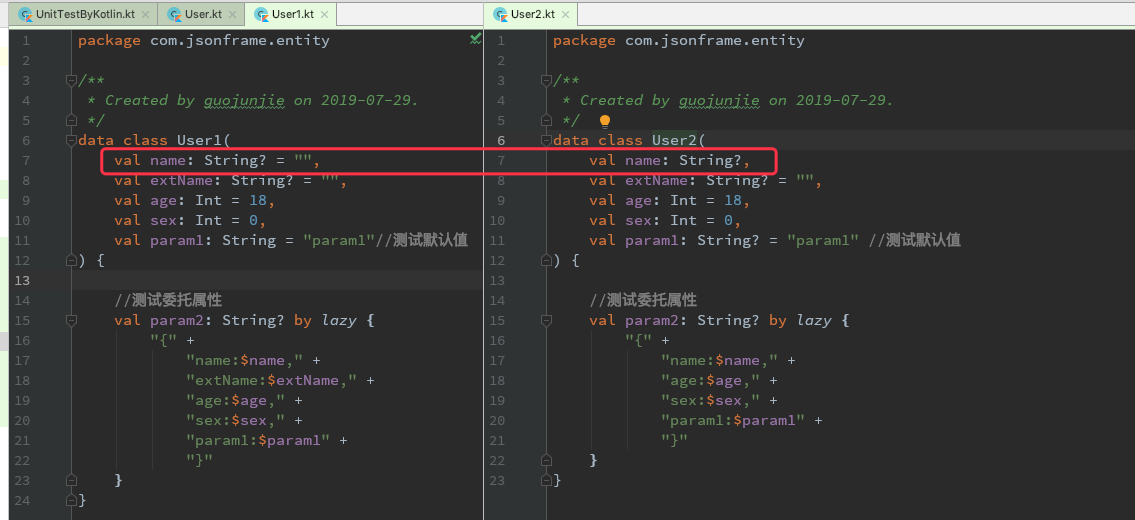 UnitTestByKotlin.kt × User.kt × User1.kt ×
1 package com.jsonframe.entity
2
3 /**
4 * Created by guojunjie on 2019-07-29.
5 */
6 data class User1(
7 val name: String? = "",
8 val extName: String? = "",
9 val age: Int = 18,
10 val sex: Int = 0,
11 val param1: String = "param1"//测试默认值
12 ) {
13
14 //测试委托属性
15 val param2: String? by lazy {
16 "{" +
17 "name:$name," +
18 "extName:$extName," +
19 "age:$age," +
20 "sex:$sex," +
21 "param1:$param1" +
22 "}"
23 }
24 }
User2.kt ×
1 package com.jsonframe.entity
2
3 /**
4 * Created by guojunjie on 2019-07-29.
5 */
6 data class User2(
7 val name: String?,
8 val extName: String? = "",
9 val age: Int = 18,
10 val sex: Int = 0,
11 val param1: String? = "param1" //测试默认值
12 ) {
13
14 //测试委托属性
15 val param2: String? by lazy {
16 "{" +
17 "name:$name," +
18 "age:$age," +
19 "sex:$sex," +
20 "param1:$param1" +
21 "}"
22 }
23 }